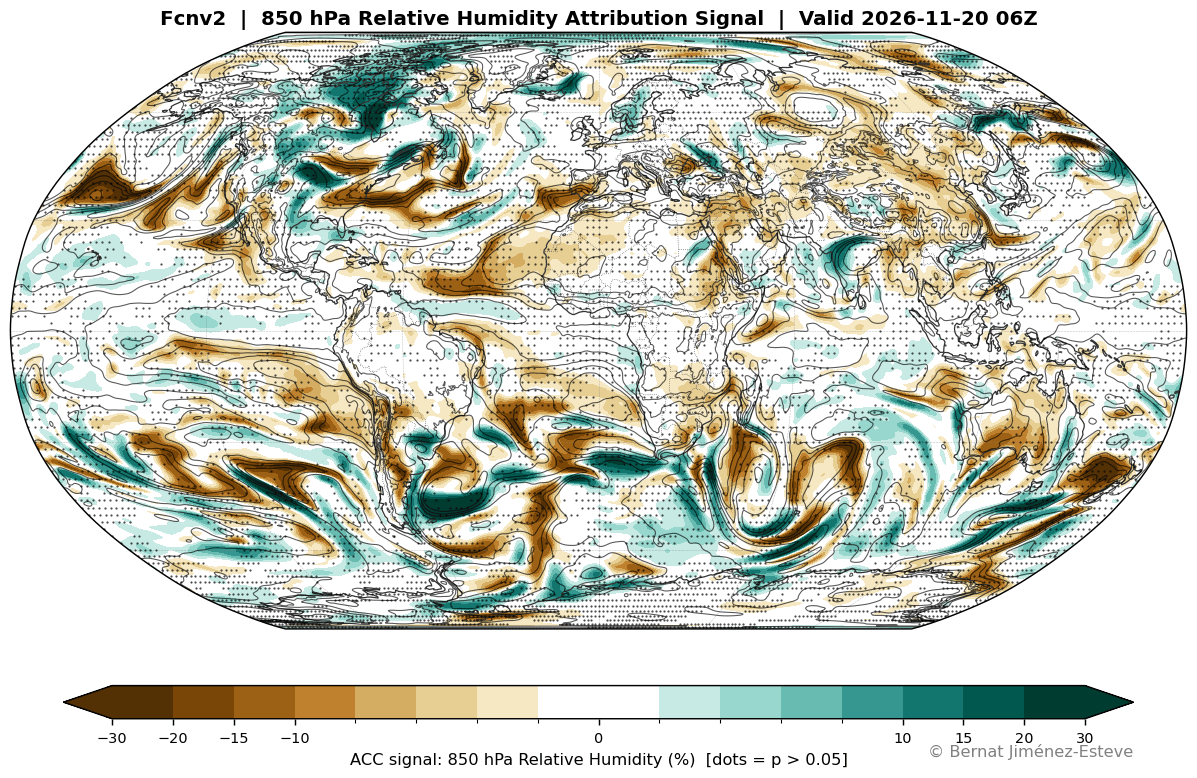 Fcnv2 | 850 hPa Relative Humidity Attribution Signal | Valid 2026-11-20 06Z
−30 −20 −15 −10 0 10 15 20 30
ACC signal: 850 hPa Relative Humidity (%) [dots = p > 0.05]
© Bernat Jiménez-Esteve